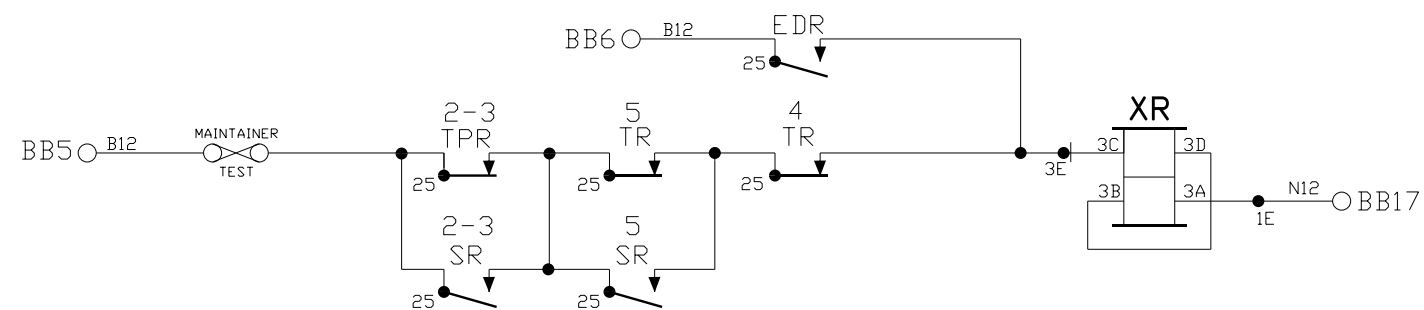 EDR
BB6 B12
25
XR
2-3 5 4
TPR TR TR
BB5 B12 MAINTAINER
TEST
25 25 25
3C 3D
3E
3B 3A N12 BB17
1E
2-3 5
SR SR
25 25